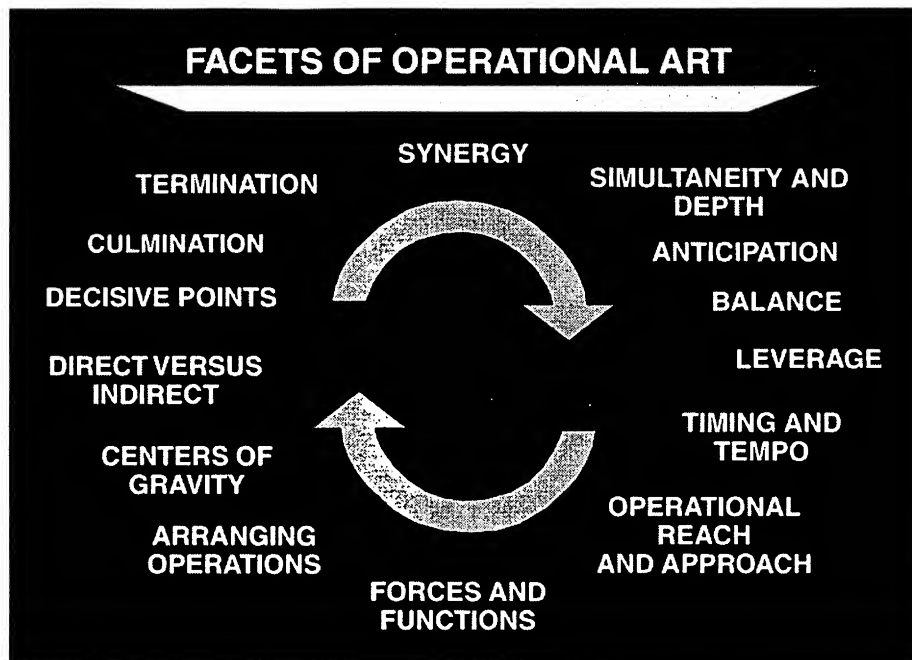 FACETS OF OPERATIONAL ART
SYNERGY
SIMULTANEITY AND
DEPTH
ANTICIPATION
BALANCE
LEVERAGE
TIMING AND
TEMPO
OPERATIONAL
REACH
AND APPROACH
FORCES AND
FUNCTIONS
ARRANGING
OPERATIONS
CENTERS OF
GRAVITY
DIRECT VERSUS
INDIRECT
DECISIVE POINTS
CULMINATION
TERMINATION